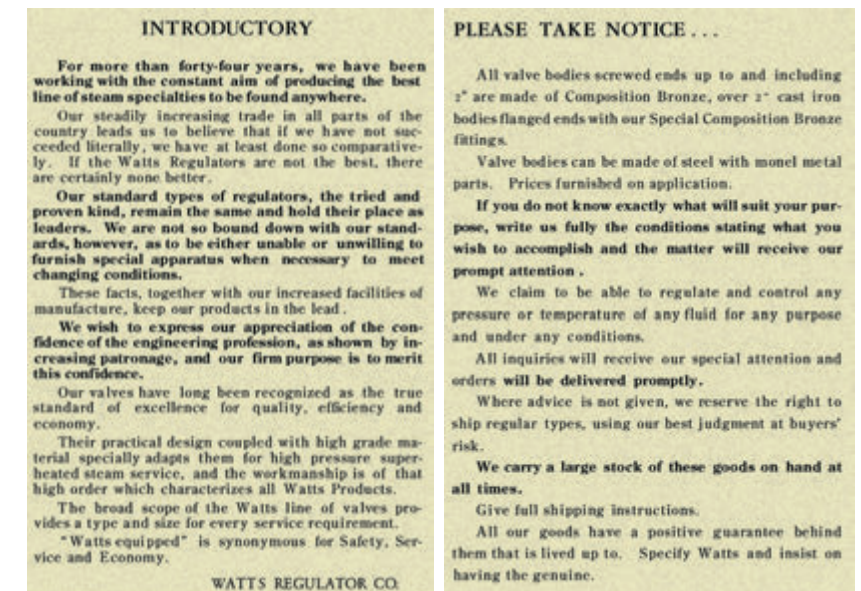 INTRODUCTORY
For more than forty-four years, we have been
working with the constant aim of producing the best
line of steam specialties to be found anywhere.
Our steadily increasing trade in all parts of the
country leads us to believe that if we have not suc-
ceeded literally, we have at least done so comparative-
ly. If the Watts Regulators are not the best, there
are certainly none better.
Our standard types of regulators, the tried and
proven kind, remain the same and hold their place as
leaders. We are not so bound down with our stand-
ards, however, as to be either unable or unwilling to
furnish special apparatus when necessary to meet
changing conditions.
These facts, together with our increased facilities of
manufacture, keep our products in the lead.
We wish to express our appreciation of the con-
fidence of the engineering profession, as shown by in-
creasing patronage, and our firm purpose is to merit
this confidence.
Our valves have long been recognized as the true
standard of excellence for quality, efficiency and
economy.
Their practical design coupled with high grade ma-
terial specially adapts them for high pressure super-
heated steam service, and the workmanship is of that
high order which characterizes all Watts Products.
The broad scope of the Watts line of valves pro-
vides a type and size for every service requirement.
"Watts equipped" is synonymous for Safety, Ser-
vice and Economy.
WATTS REGULATOR CO.
PLEASE TAKE NOTICE...
All valve bodies screwed ends up to and including
2" are made of Composition Bronze, over 2" cast iron
bodies flanged ends with our Special Composition Bronze
fittings.
Valve bodies can be made of steel with monel metal
parts. Prices furnished on application.
If you do not know exactly what will suit your pur-
pose, write us fully the conditions stating what you
wish to accomplish and the matter will receive our
prompt attention.
We claim to be able to regulate and control any
pressure or temperature of any fluid for any purpose
and under any conditions.
All inquiries will receive our special attention and
orders will be delivered promptly.
Where advice is not given, we reserve the right to
ship regular types, using our best judgment at buyers'
risk.
We carry a large stock of these goods on hand at
all times.
Give full shipping instructions.
All our goods have a positive guarantee behind
them that is lived up to. Specify Watts and insist on
having the genuine.